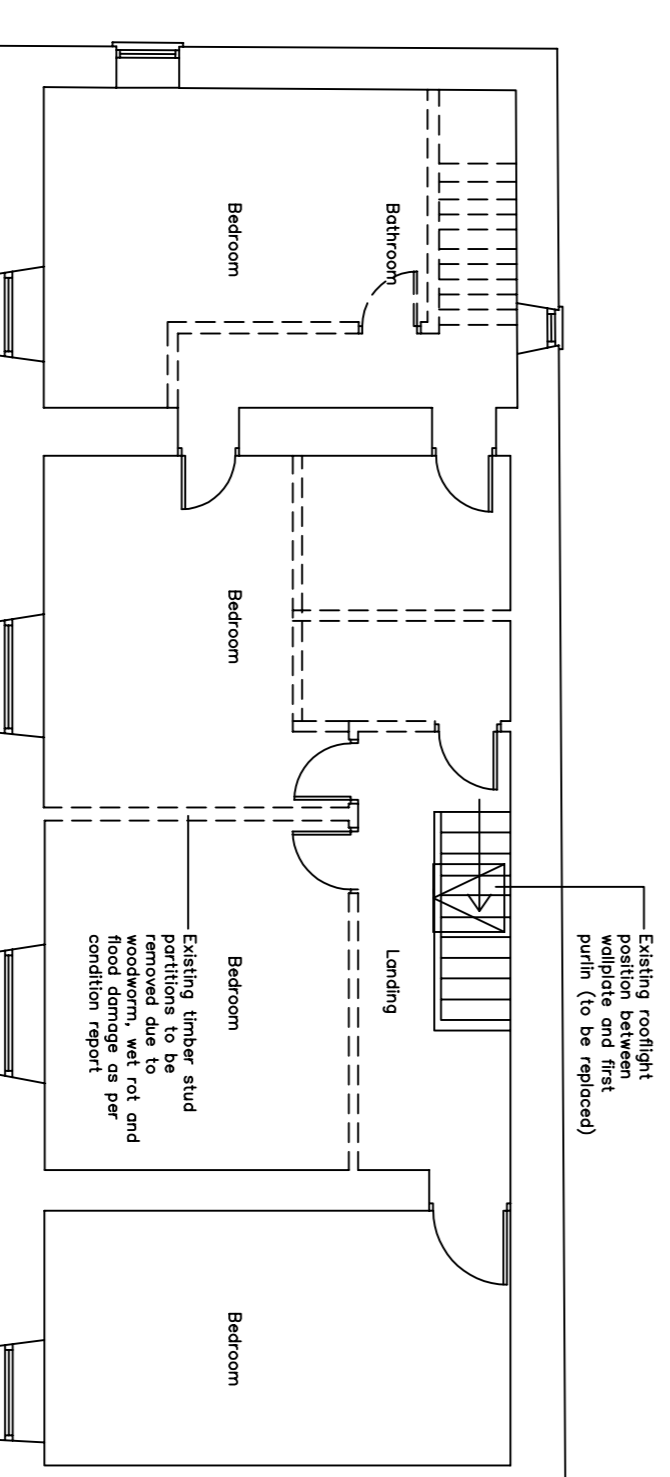 Existing rooflight
position between
wallplate and first
purlin (to be replaced)
Bathroom
Landing
Bedroom
Bedroom
Bedroom
Bedroom
Existing timber stud
partitions to be
removed due to
woodworm, wet rot and
flood damage as per
condition report